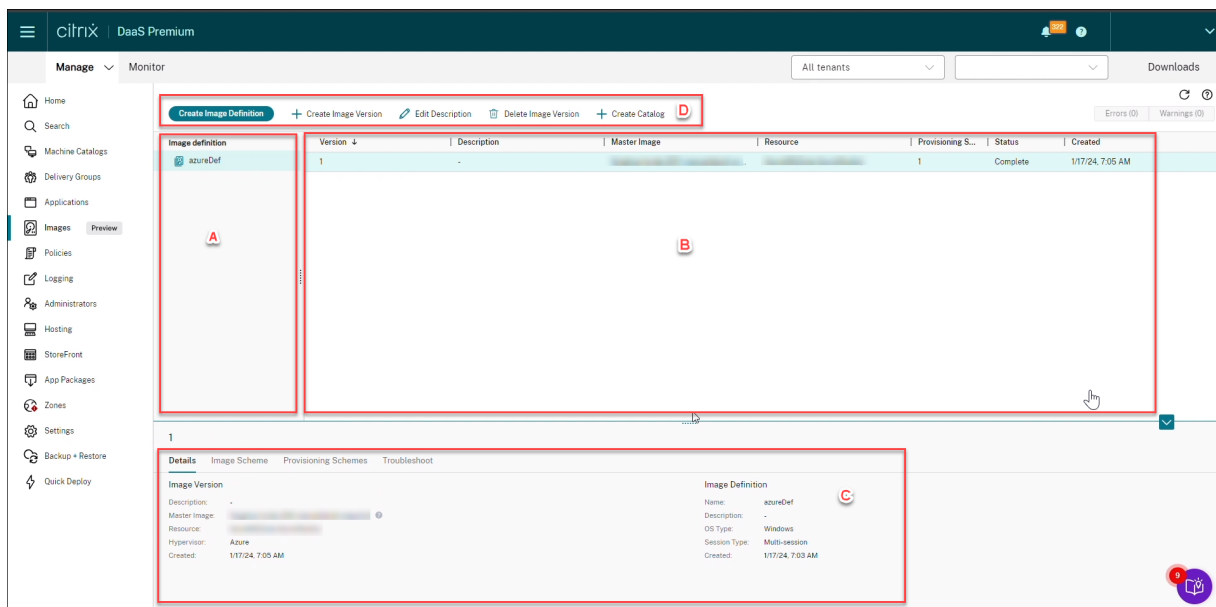 citrix | DaaS Premium
322
Manage Monitor All tenants Downloads
Home
Search
Machine Catalogs
Delivery Groups
Applications
Images Preview
Policies
Logging
Administrators
Hosting
StoreFront
App Packages
Zones
Settings
Backup + Restore
Quick Deploy
Create Image Definition + Create Image Version Edit Description Delete Image Version + Create Catalog D
Errors (0) Warnings (0)
Image definition
azureDef
A
Version ↓ Description Master Image Resource Provisioning S... Status Created
1 - 1 Complete 1/17/24, 7:05 AM
B
1
Details Image Scheme Provisioning Schemes Troubleshoot
Image Version
Description: -
Master Image:
Resource:
Hypervisor: Azure
Created: 1/17/24, 7:05 AM
Image Definition
C
Name: azureDef
Description: -
OS Type: Windows
Session Type: Multi-session
Created: 1/17/24, 7:03 AM
9